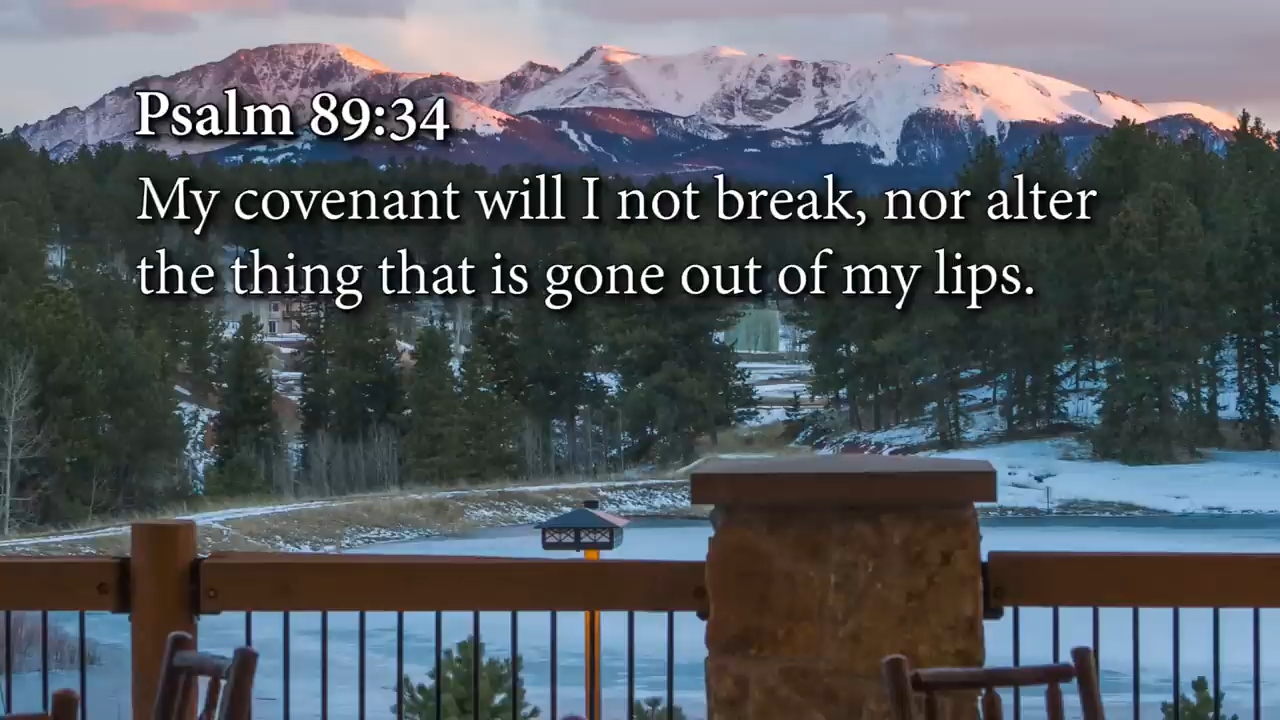 Psalm 89:34
My covenant will I not break, nor alter
the thing that is gone out of my lips.